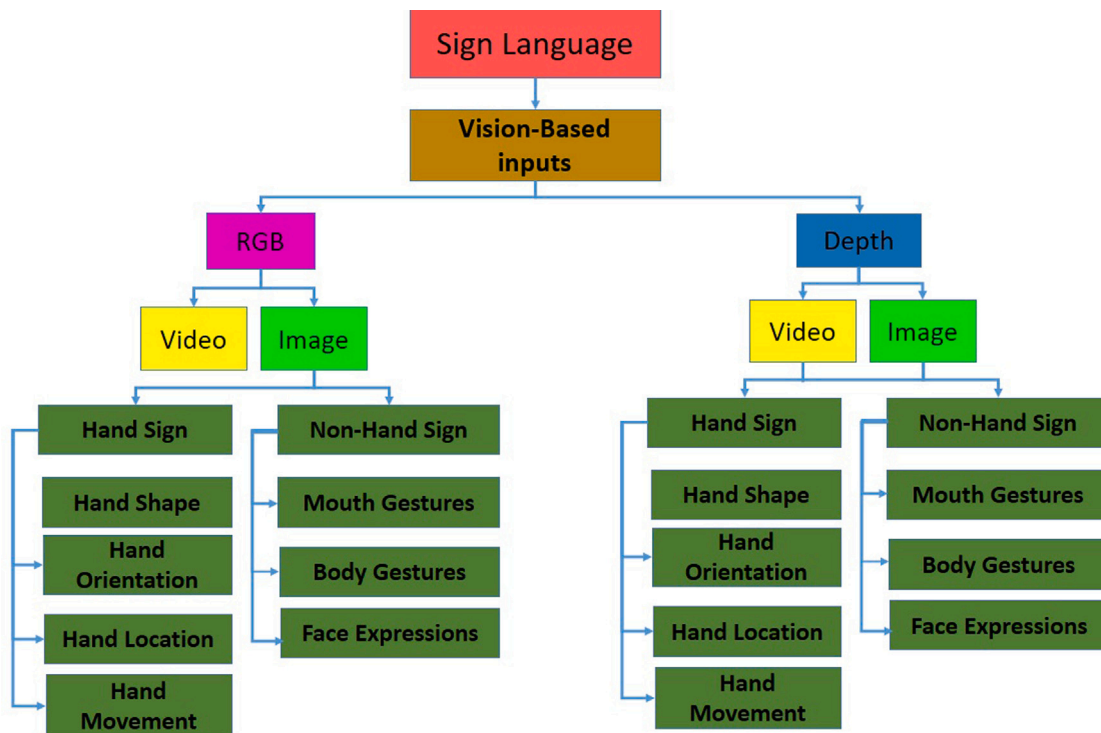 Sign Language
Vision-Based
inputs
RGB
Depth
Video
Image
Video
Image
Hand Sign
Non-Hand Sign
Hand Shape
Mouth Gestures
Hand
Orientation
Body Gestures
Hand Location
Face Expressions
Hand
Movement
Hand Sign
Non-Hand Sign
Hand Shape
Mouth Gestures
Hand
Orientation
Body Gestures
Hand Location
Face Expressions
Hand
Movement